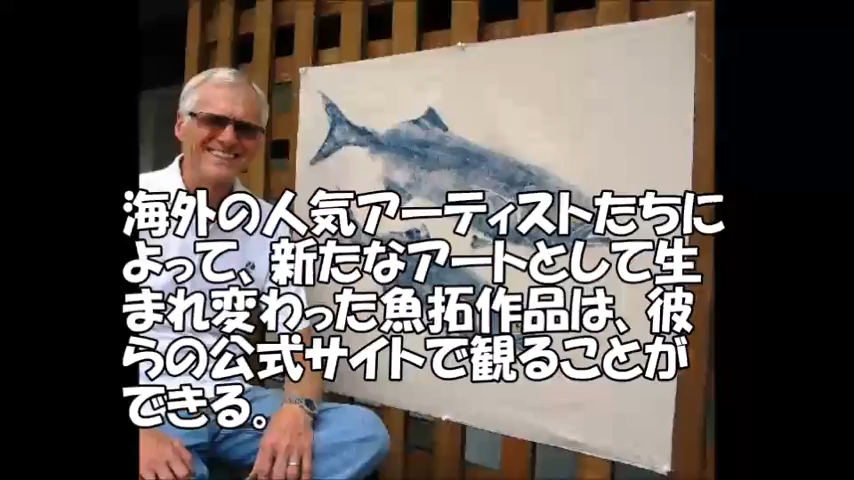 海外の人気アーティストたちに
よって、新たなアートとして生
まれ変わった魚拓作品は、彼
らの公式サイトで観ることが
できる。